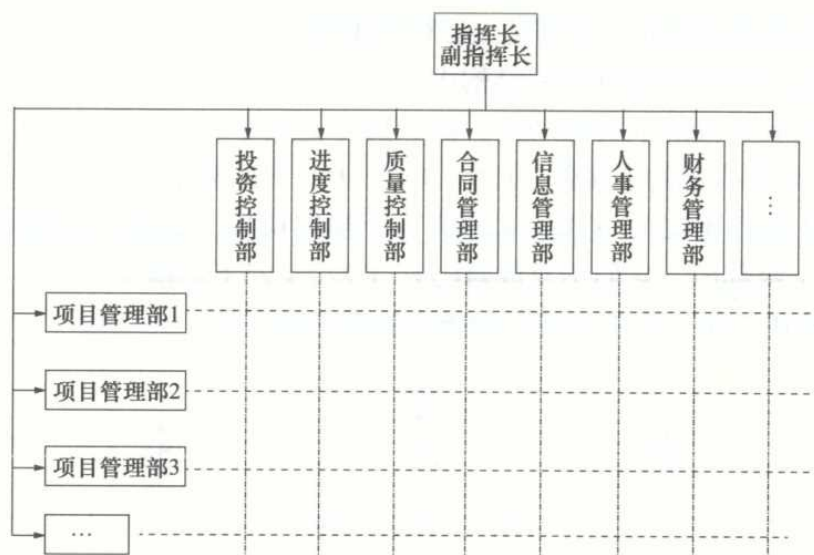 指挥长
副指挥长
投资控制部
进度控制部
质量控制部
合同管理部
信息管理部
人事管理部
财务管理部
…
项目管理部1
项目管理部2
项目管理部3
…